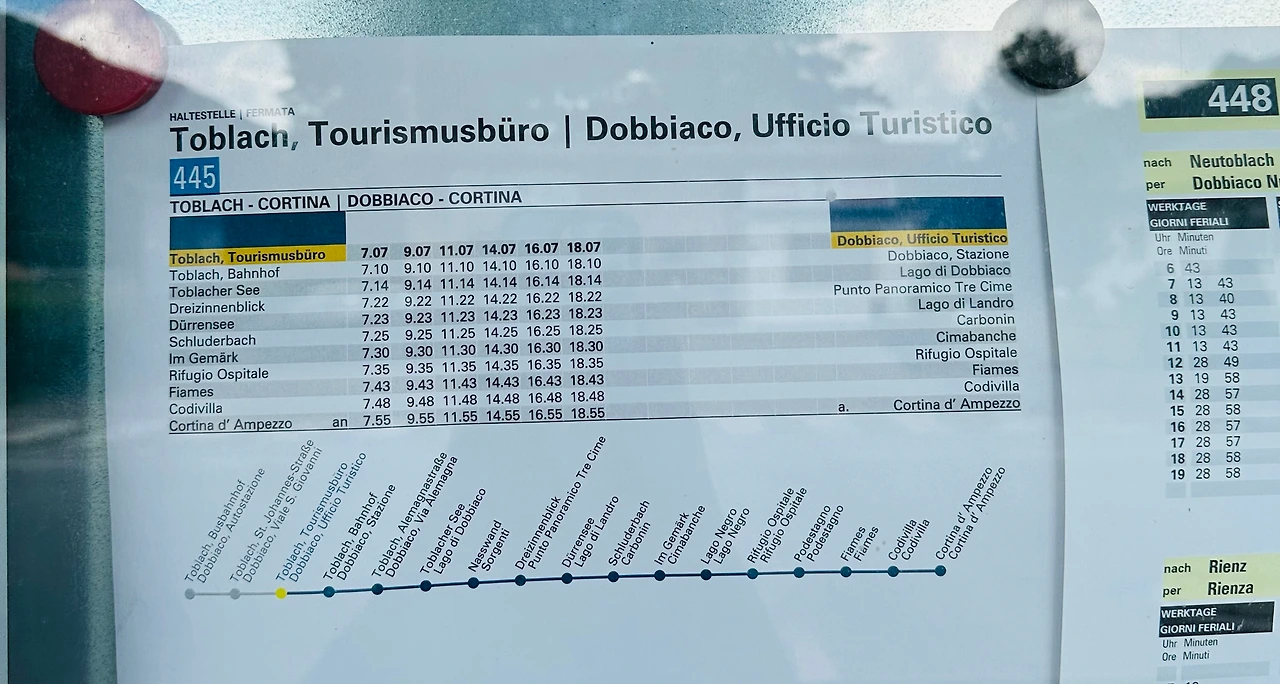 HALTESTELLE | FERMATA
Toblach, Tourismusbüro | Dobbiaco, Ufficio Turistico
445
TOBLACH - CORTINA | DOBBIACO - CORTINA
Toblach, Tourismusbüro 7.07 9.07 11.07 14.07 16.07 18.07 Dobbiaco, Ufficio Turistico
Toblach, Bahnhof 7.10 9.10 11.10 14.10 16.10 18.10 Dobbiaco, Stazione
Toblacher See 7.14 9.14 11.14 14.14 16.14 18.14 Lago di Dobbiaco
Dreizinnenblick 7.22 9.22 11.22 14.22 16.22 18.22 Punto Panoramico Tre Cime
Dürrensee 7.23 9.23 11.23 14.23 16.23 18.23 Lago di Landro
Schluderbach 7.25 9.25 11.25 14.25 16.25 18.25 Carbonin
Im Gemärk 7.30 9.30 11.30 14.30 16.30 18.30 Cimabanche
Rifugio Ospitale 7.35 9.35 11.35 14.35 16.35 18.35 Rifugio Ospitale
Fiames 7.43 9.43 11.43 14.43 16.43 18.43 Fiames
Codivilla 7.48 9.48 11.48 14.48 16.48 18.48 Codivilla
Cortina d' Ampezzo an 7.55 9.55 11.55 14.55 16.55 18.55 a. Cortina d' Ampezzo
Toblach, Busbahnhof
Dobbiaco, Autostazione
Toblach, St. Johannes-Straße
Dobbiaco, Viale S. Giovanni
Toblach, Tourismusbüro
Dobbiaco, Ufficio Turistico
Toblach, Bahnhof
Dobbiaco, Stazione
Toblach, Alemagnastraße
Dobbiaco, Via Alemagna
Toblacher See
Lago di Dobbiaco
Nasswand
Sorgenti
Dreizinnenblick
Punto Panoramico Tre Cime
Dürrensee
Lago di Landro
Schluderbach
Carbonin
Im Gemärk
Cimabanche
Lago Negro
Lago Negro
Rifugio Ospitale
Rifugio Ospitale
Podestagno
Podestagno
Fiames
Fiames
Codivilla
Codivilla
Cortina d' Ampezzo
Cortina d' Ampezzo
448
nach Neutoblach
per Dobbiaco
WERKTAGE
GIORNI FERIALI
Uhr Minuten
Ore Minuti
6 43
7 13 43
8 13 40
9 13 43
10 13 43
11 13 43
12 28 49
13 19 58
14 28 57
15 28 58
16 28 57
17 28 57
18 28 58
19 28 58
nach Rienz
per Rienza
WERKTAGE
GIORNI FERIALI
Uhr Minuten
Ore Minuti